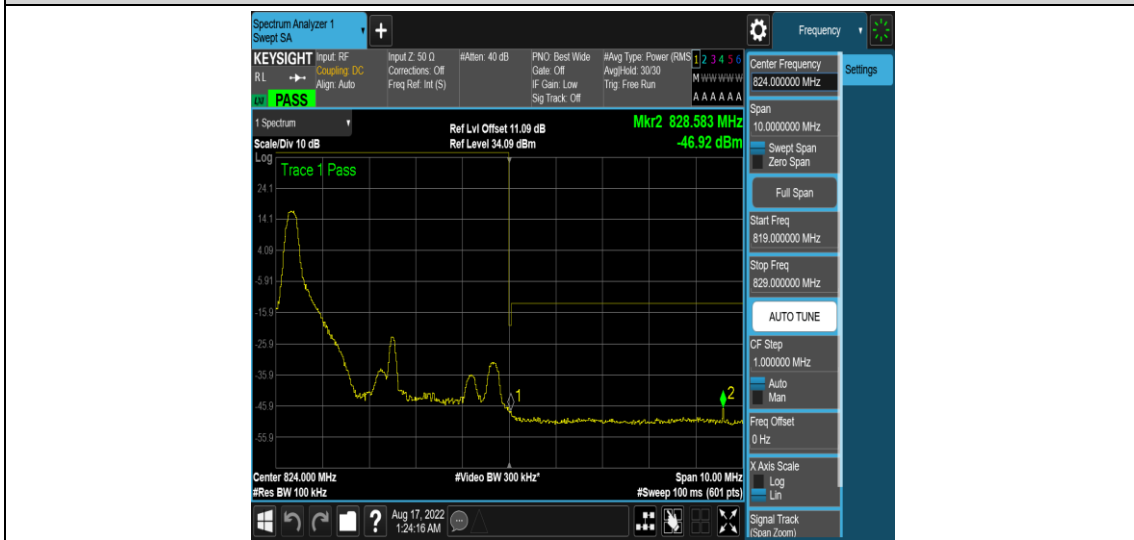 Spectrum Analyzer 1
Swept SA
+
Frequency
KEYSIGHT
RL
PASS
Input: RF
Coupling: DC
Align: Auto
Input Z: 50 Ω
Corrections: Off
Freq Ref: Int (S)
#Atten: 40 dB
PNO: Best Wide
Gate: Off
IF Gain: Low
Sig Track: Off
#Avg Type: Power (RMS
Avg|Hold: 30/30
Trig: Free Run
1 2 3 4 5 6
M W W W W W
A A A A A A
1 Spectrum
Scale/Div 10 dB
Ref Lvl Offset 11.09 dB
Ref Level 34.09 dBm
Mkr2 828.583 MHz
-46.92 dBm
Log
Trace 1 Pass
24.1
14.1
4.09
-5.91
-15.9
-25.9
-35.9
-45.9
-55.9
1
2
Center 824.000 MHz
#Res BW 100 kHz
#Video BW 300 kHz*
Span 10.00 MHz
#Sweep 100 ms (601 pts)
Aug 17, 2022
1:24:16 AM
Center Frequency
824.000000 MHz
Settings
Span
10.0000000 MHz
Swept Span
Zero Span
Full Span
Start Freq
819.000000 MHz
Stop Freq
829.000000 MHz
AUTO TUNE
CF Step
1.000000 MHz
Auto
Man
Freq Offset
0 Hz
X Axis Scale
Log
Lin
Signal Track
(Span Zoom)